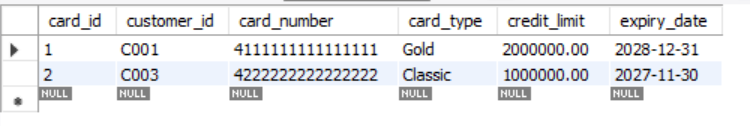 card_id customer_id card_number card_type credit_limit expiry_date
1 C001 4111111111111111 Gold 2000000.00 2028-12-31
2 C003 4222222222222222 Classic 1000000.00 2027-11-30
NULL NULL NULL NULL NULL NULL